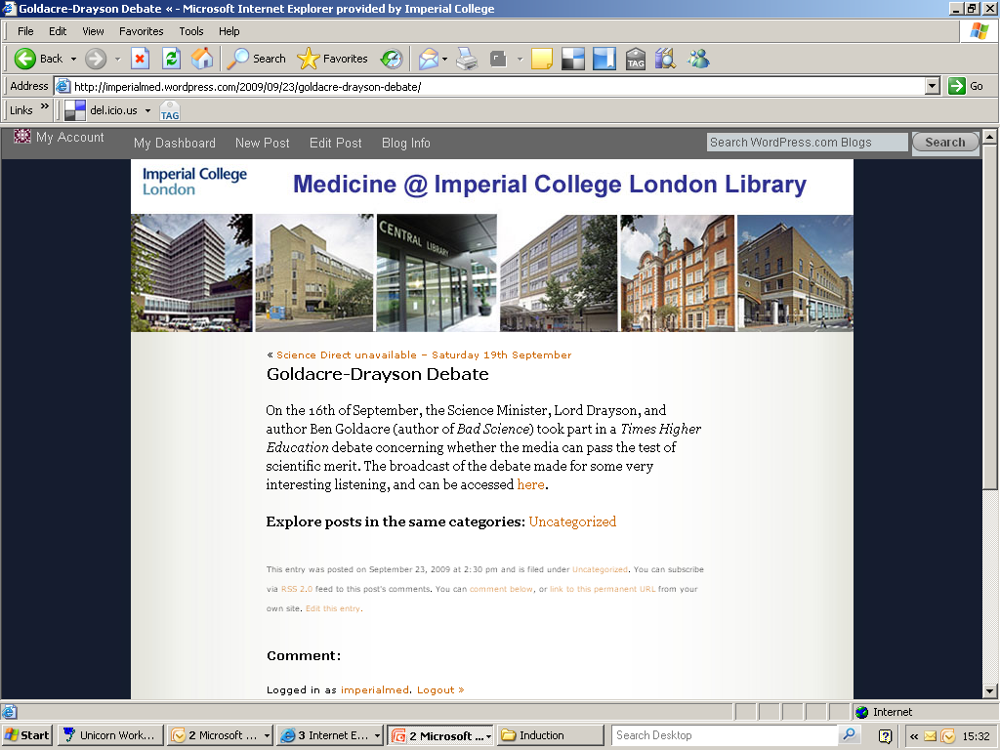 Goldacre-Drayson Debate « - Microsoft Internet Explorer provided by Imperial College
File Edit View Favorites Tools Help
Back Search Favorites TAG
Address http://imperialmed.wordpress.com/2009/09/23/goldacre-drayson-debate/ Go
Links » del.icio.us TAG
My Account My Dashboard New Post Edit Post Blog Info Search WordPress.com Blogs Search
Imperial College
London
Medicine @ Imperial College London Library
CENTRAL LIBRARY
« Science Direct unavailable – Saturday 19th September
Goldacre-Drayson Debate
On the 16th of September, the Science Minister, Lord Drayson, and
author Ben Goldacre (author of Bad Science) took part in a Times Higher
Education debate concerning whether the media can pass the test of
scientific merit. The broadcast of the debate made for some very
interesting listening, and can be accessed here.
Explore posts in the same categories: Uncategorized
This entry was posted on September 23, 2009 at 2:30 pm and is filed under Uncategorized. You can subscribe
via RSS 2.0 feed to this post's comments. You can comment below, or link to this permanent URL from your
own site. Edit this entry.
Comment:
Logged in as imperialmed. Logout »
Internet
Start Unicorn Work... 2 Microsoft ... 3 Internet E... 2 Microsoft ... Induction Search Desktop « 15:32